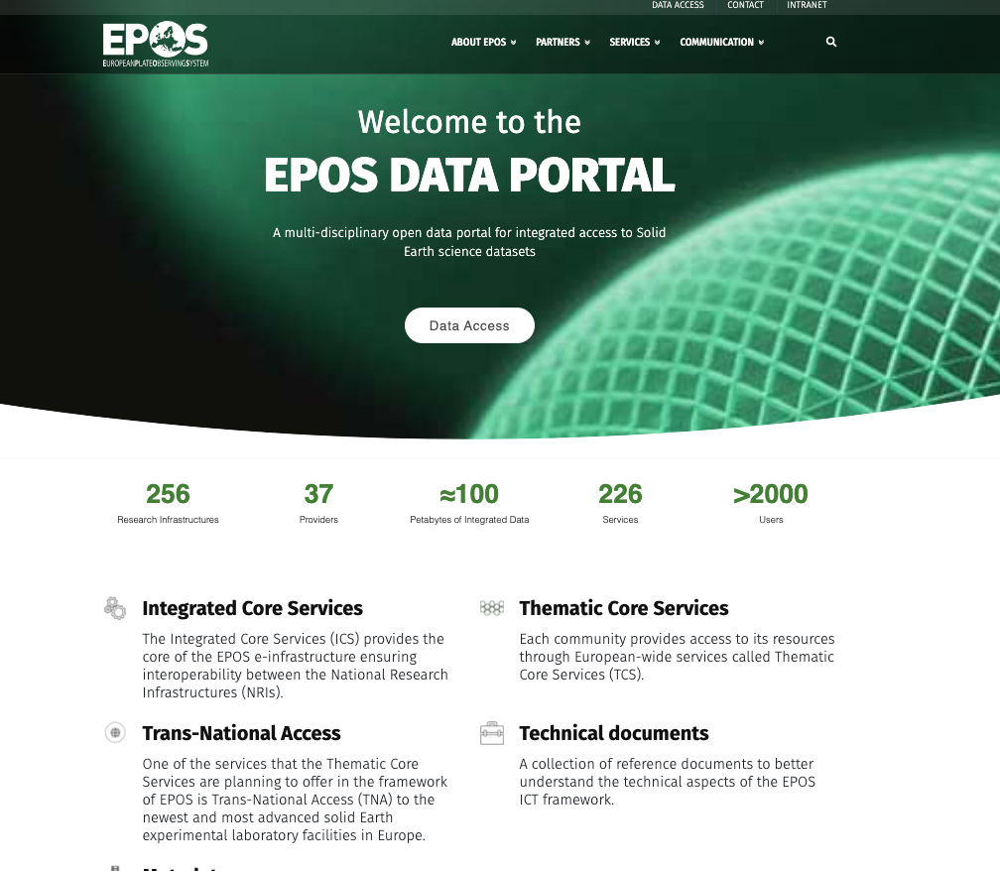 DATA ACCESS CONTACT INTRANET
EPOS
EUROPEANPLATEOBSERVINGSYSTEM
ABOUT EPOS PARTNERS SERVICES COMMUNICATION
Welcome to the
EPOS DATA PORTAL
A multi-disciplinary open data portal for integrated access to Solid
Earth science datasets
Data Access
256 37 ≈100 226 >2000
Research Infrastructures Providers Petabytes of Integrated Data Services Users
Integrated Core Services
The Integrated Core Services (ICS) provides the
core of the EPOS e-infrastructure ensuring
interoperability between the National Research
Infrastructures (NRIs).
Thematic Core Services
Each community provides access to its resources
through European-wide services called Thematic
Core Services (TCS).
Trans-National Access
One of the services that the Thematic Core
Services are planning to offer in the framework
of EPOS is Trans-National Access (TNA) to the
newest and most advanced solid Earth
experimental laboratory facilities in Europe.
Technical documents
A collection of reference documents to better
understand the technical aspects of the EPOS
ICT framework.